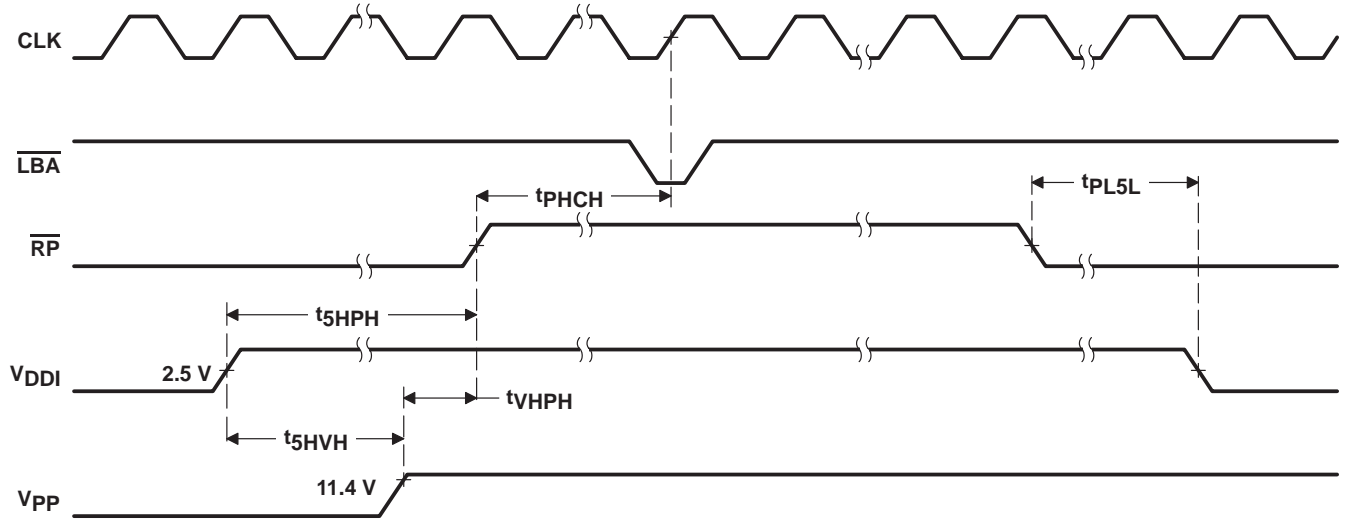 CLK
LBA
tPHCH
tPL5L
RP
t5HPH
2.5 V
VDDI
tVHPH
t5HVH
11.4 V
VPP